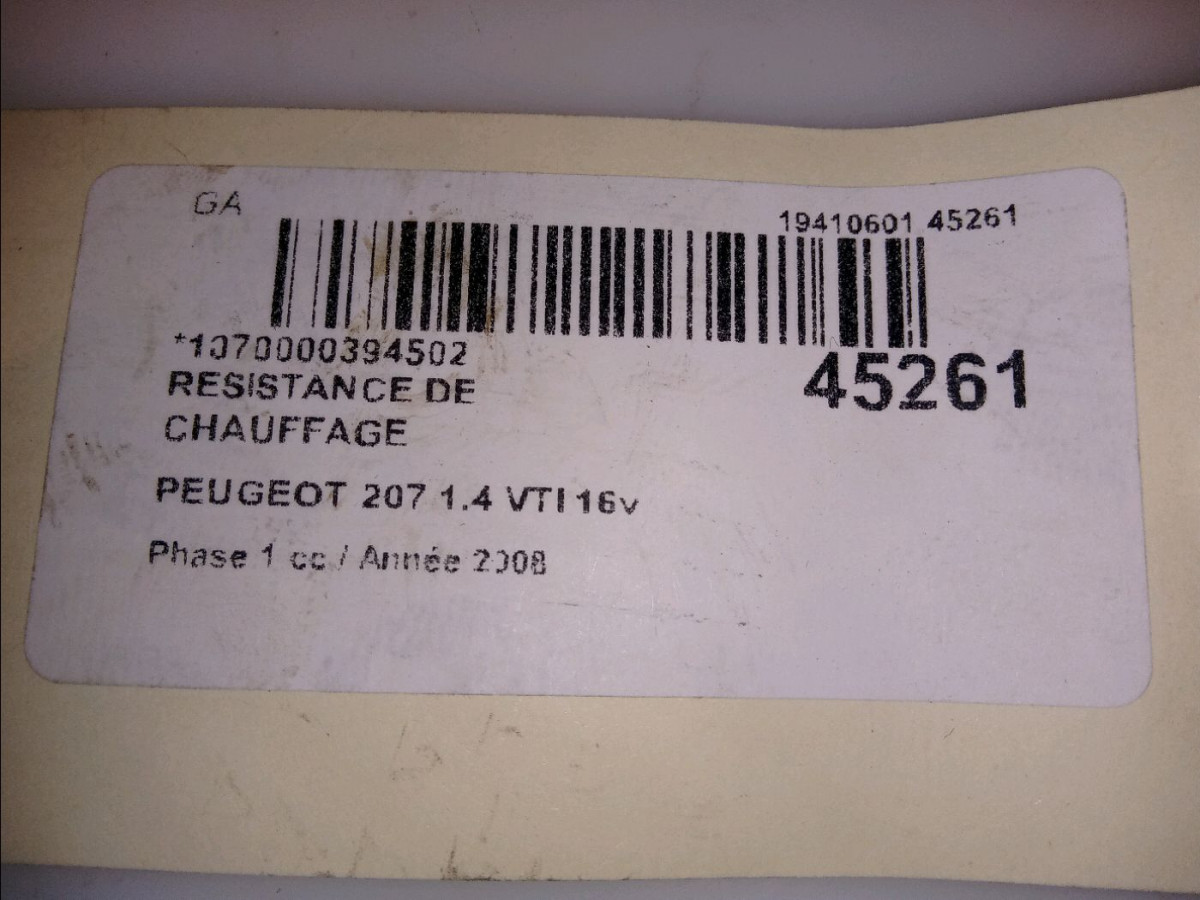 GA
19410601 45261
*1070000394502
45261
RESISTANCE DE
CHAUFFAGE
PEUGEOT 207 1.4 VTI 16v
Phase 1 cc / Année 2008